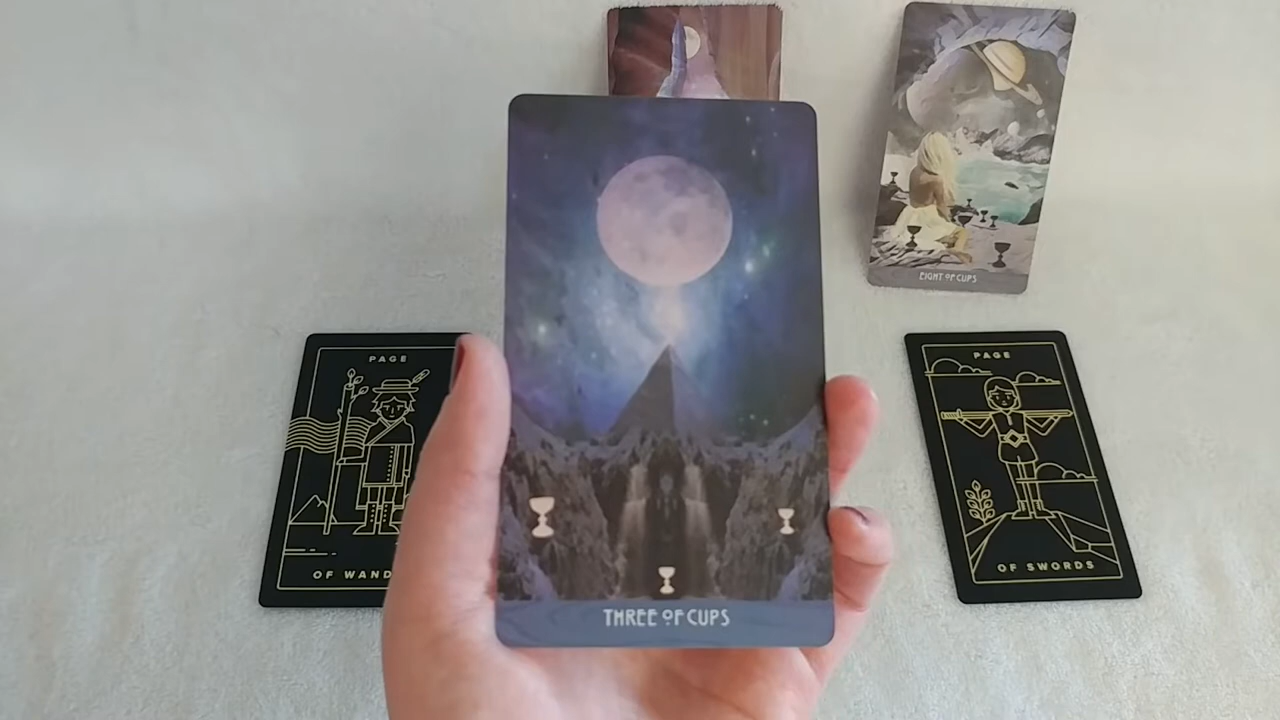 EIGHT OF CUPS
PAGE
OF WAND
PAGE
OF SWORDS
THREE OF CUPS